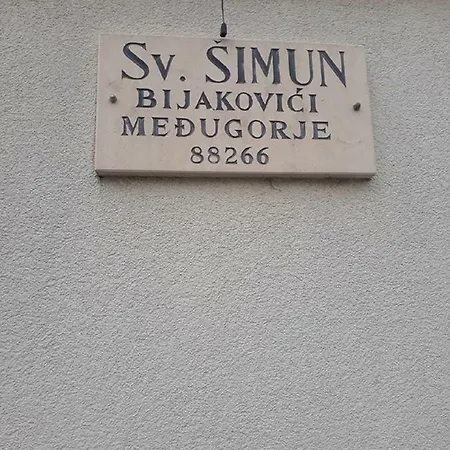 Sv. ŠIMUN
BIJAKOVIĆI
MEĐUGORJE
88266